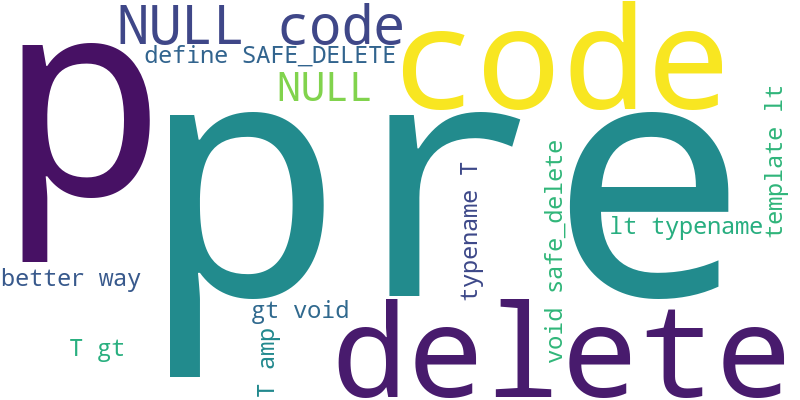 NULL code
p
code
define SAFE_DELETE
NULL
template lt
pre
typename T
void safe_delete
lt typename
better way
gt void
delete
T gt
T amp